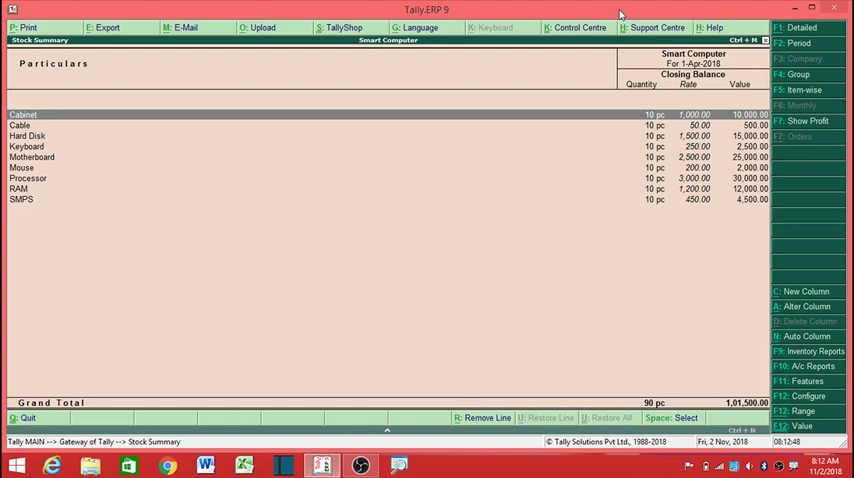 Tally.ERP 9
P: Print E: Export M: E-Mail O: Upload S: TallyShop G: Language K: Keyboard K: Control Centre H: Support Centre H: Help
Stock Summary Smart Computer Ctrl + M
Particulars
Smart Computer
For 1-Apr-2018
Closing Balance
Quantity Rate Value
Cabinet 10 pc 1,000.00 10,000.00
Cable 10 pc 50.00 500.00
Hard Disk 10 pc 1,500.00 15,000.00
Keyboard 10 pc 250.00 2,500.00
Motherboard 10 pc 2,500.00 25,000.00
Mouse 10 pc 200.00 2,000.00
Processor 10 pc 3,000.00 30,000.00
RAM 10 pc 1,200.00 12,000.00
SMPS 10 pc 450.00 4,500.00
Grand Total 90 pc 1,01,500.00
F1: Detailed
F2: Period
F3: Company
F4: Group
F5: Item-wise
F6: Monthly
F7: Show Profit
F7: Orders
C: New Column
A: Alter Column
D: Delete Column
N: Auto Column
F9: Inventory Reports
F10: A/c Reports
F11: Features
F12: Configure
F12: Range
F12: Value
Q: Quit R: Remove Line U: Restore Line U: Restore All Space: Select
Ctrl + N
Tally MAIN --> Gateway of Tally --> Stock Summary © Tally Solutions Pvt Ltd., 1988-2018 Fri, 2 Nov, 2018 08:12:48
8:12 AM
11/2/2018